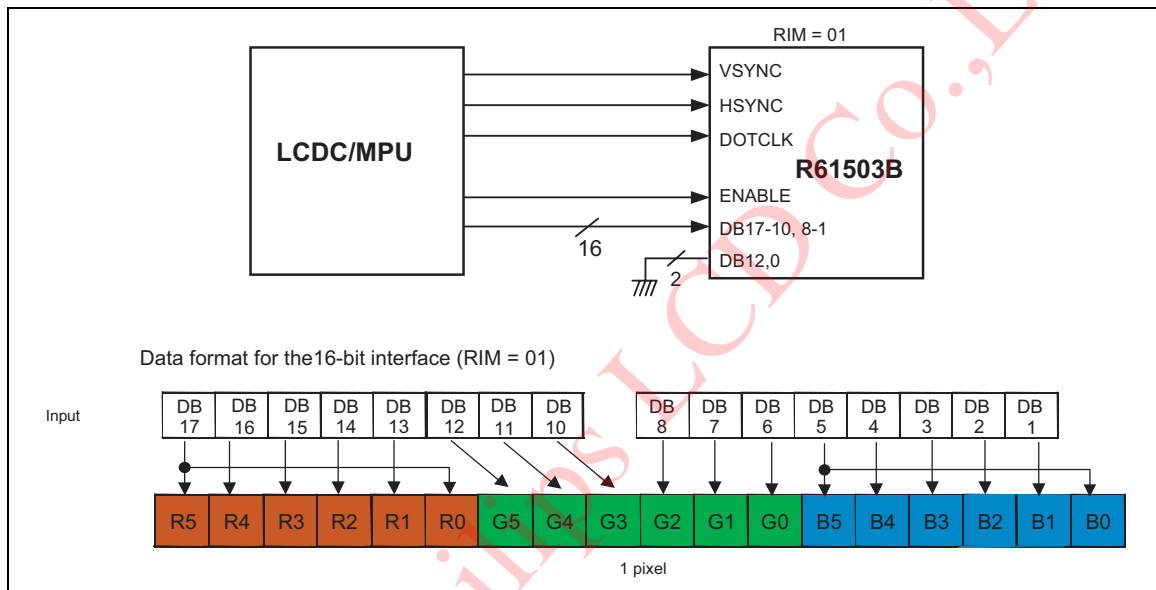 RIM = 01
LCDC/MPU
VSYNC
HSYNC
DOTCLK
R61503B
ENABLE
DB17-10, 8-1
16
DB12,0
2
Data format for the16-bit interface (RIM = 01)
Input
DB 17 DB 16 DB 15 DB 14 DB 13 DB 12 DB 11 DB 10 DB 8 DB 7 DB 6 DB 5 DB 4 DB 3 DB 2 DB 1
R5 R4 R3 R2 R1 R0 G5 G4 G3 G2 G1 G0 B5 B4 B3 B2 B1 B0
1 pixel
LCD Co.,